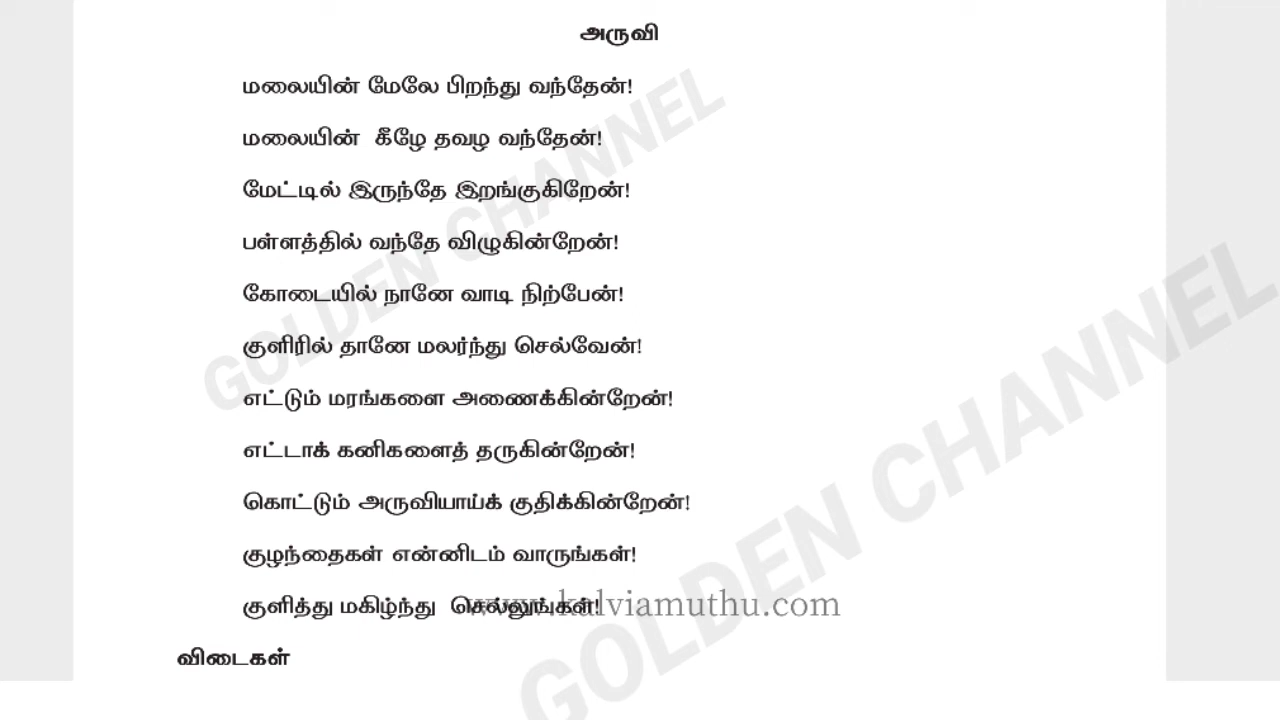 அருவி
மலையின் மேலே பிறந்து வந்தேன்!
மலையின் கீழே தவழ வந்தேன்!
மேட்டில் இருந்தே இறங்குகிறேன்!
பள்ளத்தில் வந்தே விழுகின்றேன்!
கோடையில் நானே வாடி நிற்பேன்!
குளிரில் தானே மலர்ந்து செல்வேன்!
எட்டும் மரங்களை அணைக்கின்றேன்!
எட்டாக் கனிகளைத் தருகின்றேன்!
கொட்டும் அருவியாய்க் குதிக்கின்றேன்!
குழந்தைகள் என்னிடம் வாருங்கள்!
குளித்து மகிழ்ந்து செல்லுங்கள்!
www.kalviamuthu.com
விடைகள்
GOLDEN CHANNEL
GOLDEN CHANNEL